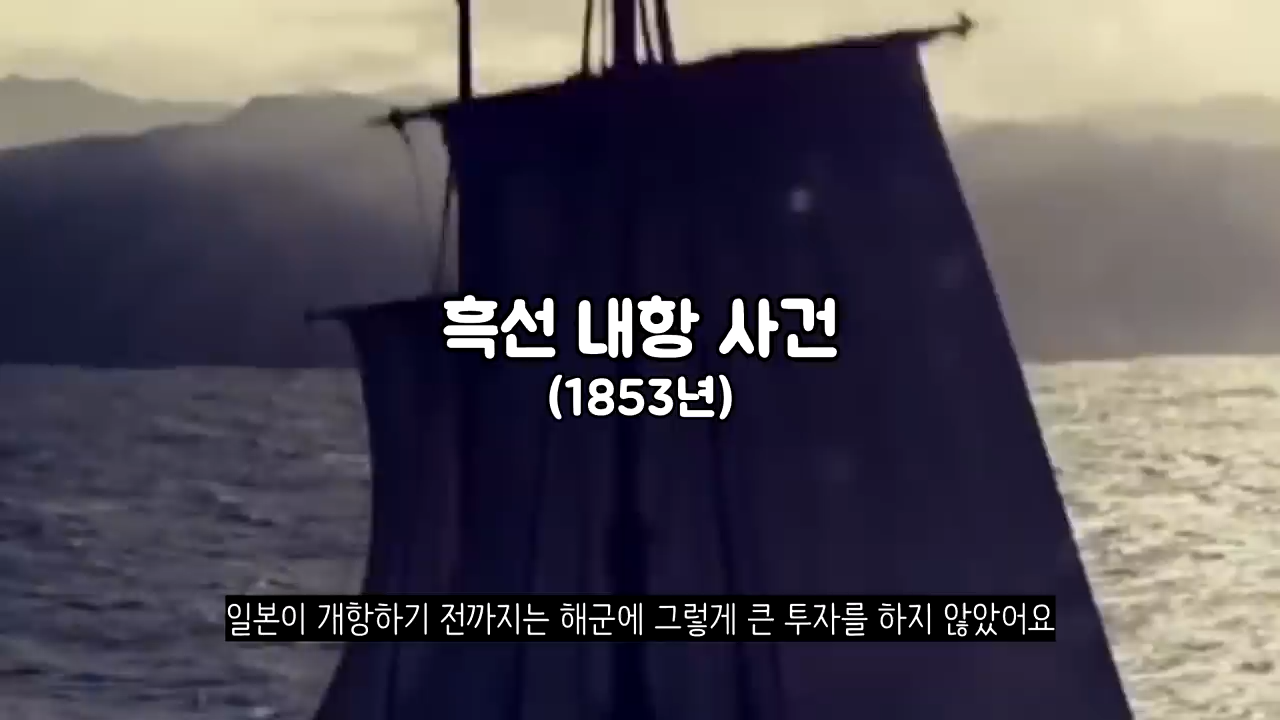 흑선 내항 사건
(1853년)
일본이 개항하기 전까지는 해군에 그렇게 큰 투자를 하지 않았어요